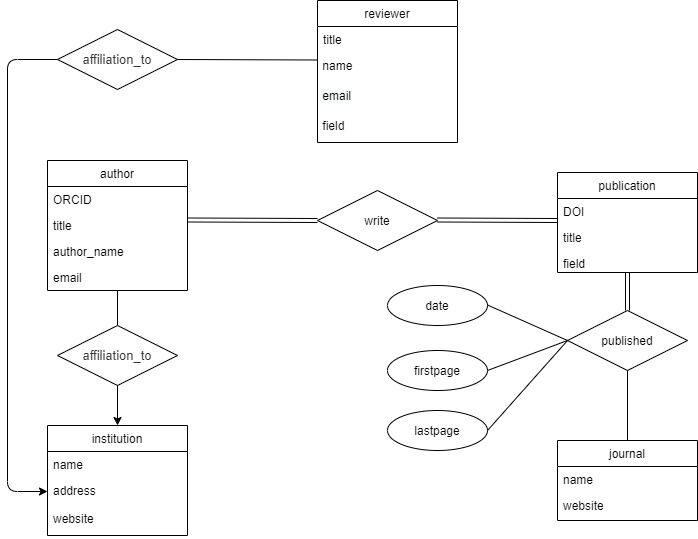 reviewer
title
name
email
field
affiliation_to
author
ORCID
title
author_name
email
write
publication
DOI
title
field
date
firstpage
lastpage
published
affiliation_to
institution
name
address
website
journal
name
website